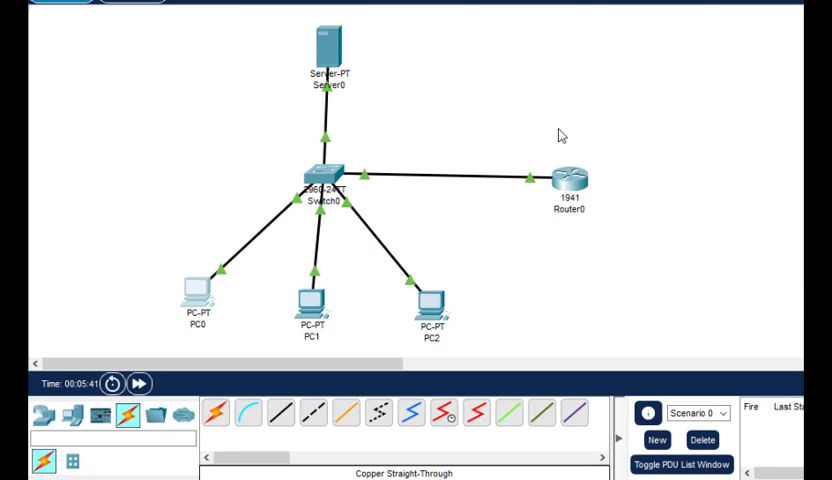 Server-PT
Server0
2960-24TT
Switch0
1941
Router0
PC-PT
PC0
PC-PT
PC1
PC-PT
PC2
Time: 00:05:41
Scenario 0
Fire
Last Sta
New
Delete
Toggle PDU List Window
Copper Straight-Through